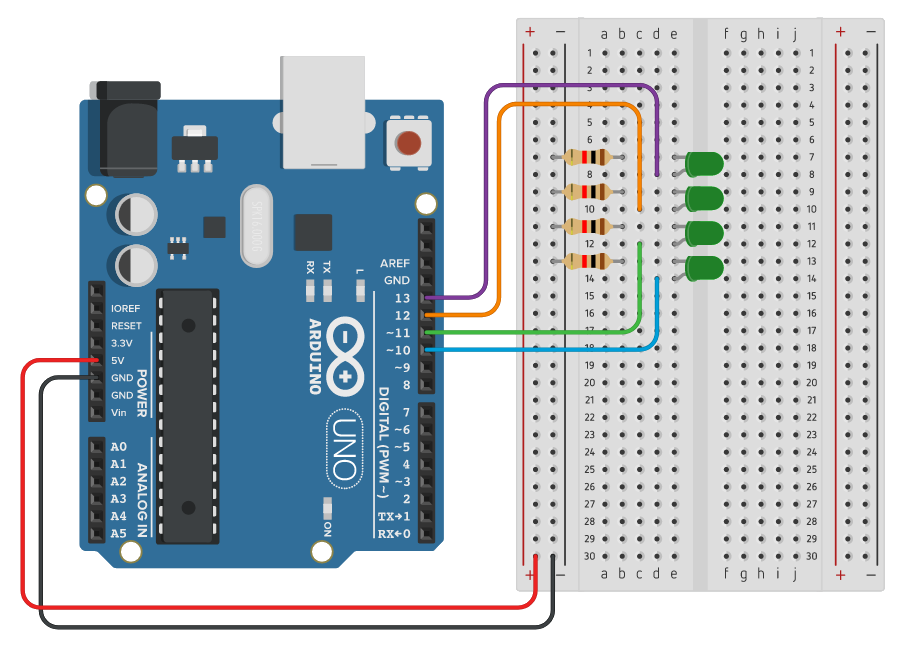 AREF
GND
RX
TX
L
13
12
~11
~10
~9
8
7
~6
~5
4
~3
2
TX→1
RX←0
DIGITAL (PWM~)
ARDUINO
UNO
ON
IOREF
RESET
3.3V
5V
GND
GND
Vin
POWER
A0
A1
A2
A3
A4
A5
ANALOG IN
+ − a b c d e f g h i j + −
1 1
2 2
3 3
4 4
5 5
6 6
7 7
8 8
9 9
10 10
11 11
12 12
13 13
14 14
15 15
16 16
17 17
18 18
19 19
20 20
21 21
22 22
23 23
24 24
25 25
26 26
27 27
28 28
29 29
30 30
+ − a b c d e f g h i j + −